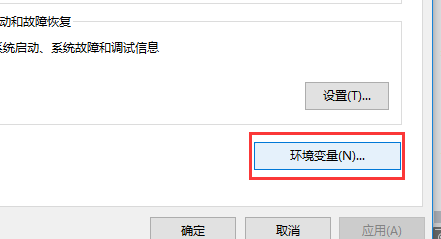 动和故障恢复
系统启动、系统故障和调试信息
设置(T)...
环境变量(N)...
确定 取消 应用(A)